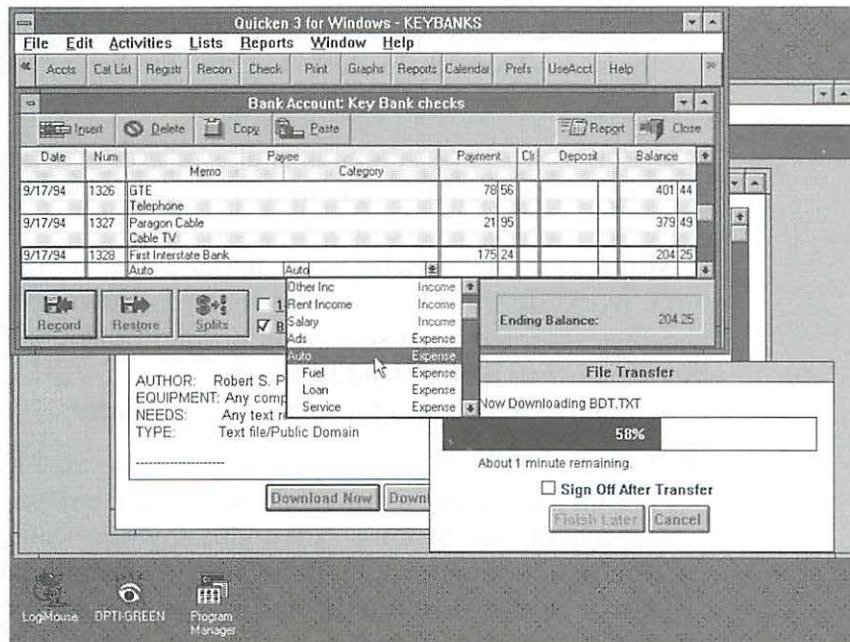 Quicken 3 for Windows - KEYBANKS
File Edit Activities Lists Reports Window Help
Accts Cat List Registr Recon Check Print Graphs Reports Calendar Prefs UseAcct Help
Bank Account: Key Bank checks
Insert Delete Copy Paste Report Close
Date Num Payee Payment Clr Deposit Balance
Memo Category
9/17/94 1326 GTE 78 56 401 44
Telephone
9/17/94 1327 Paragon Cable 21 95 379 49
Cable TV
9/17/94 1328 First Interstate Bank 175 24 204 25
Auto Auto
Other Inc Income
Rent Income Income
Salary Income
Ads Expense
Auto Expense
Fuel Expense
Loan Expense
Service Expense
Record Restore Splits
1
B
Ending Balance: 204.25
AUTHOR: Robert S. P
EQUIPMENT: Any comp
NEEDS: Any text re
TYPE: Text file/Public Domain
--------------------
Download Now Downl
File Transfer
Now Downloading BDT.TXT
58%
About 1 minute remaining.
Sign Off After Transfer
Finish Later Cancel
LogiMouse OPTI-GREEN Program
Manager